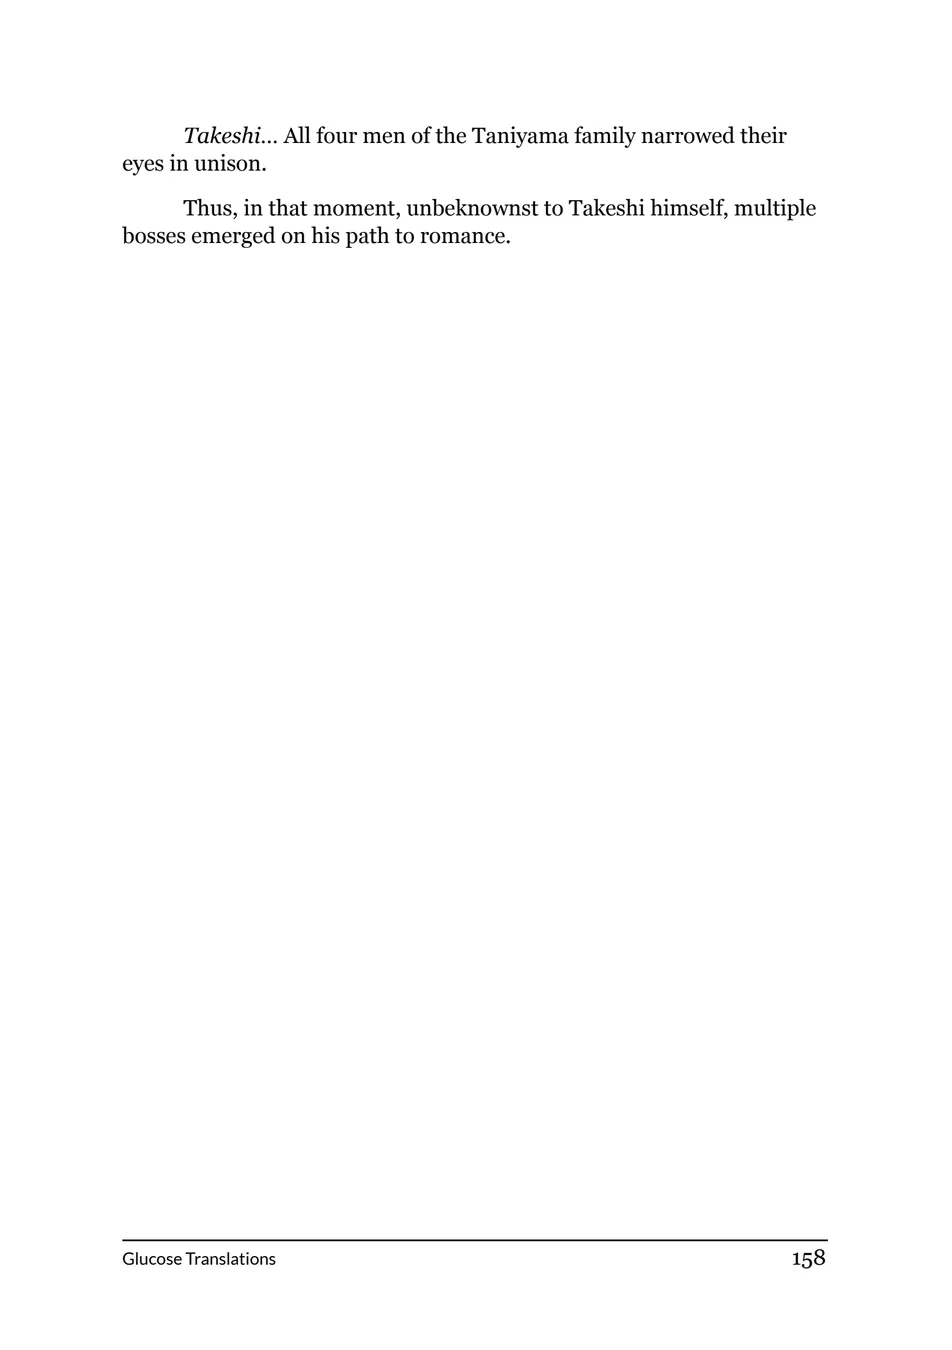 Takeshi… All four men of the Taniyama family narrowed their
eyes in unison.
Thus, in that moment, unbeknownst to Takeshi himself, multiple
bosses emerged on his path to romance.
Glucose Translations 158